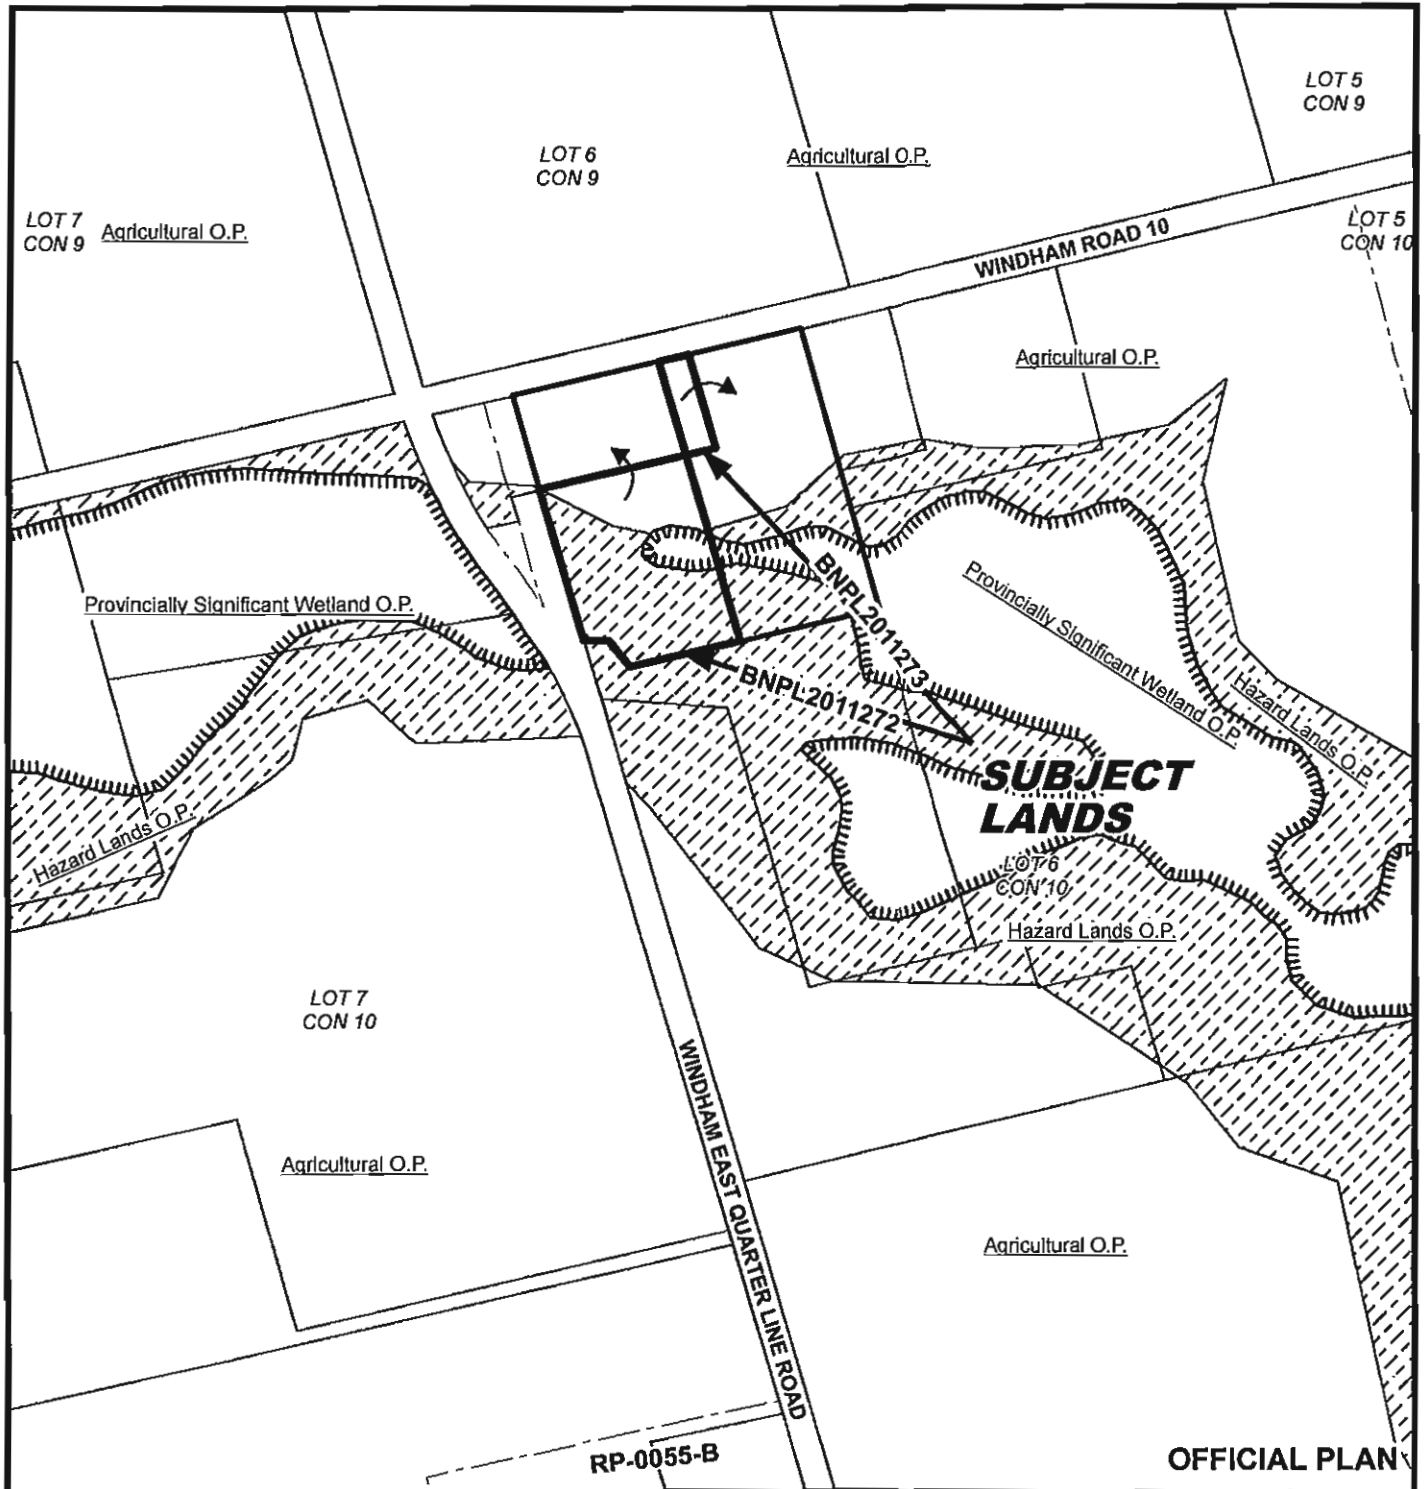 LOT 5
CON 9
LOT 6
CON 9
Agricultural O.P.
LOT 7
CON 9
Agricultural O.P.
LOT 5
CON 10
WINDHAM ROAD 10
Agricultural O.P.
Provincially Significant Wetland O.P.
Provincially Significant Wetland O.P.
BNPL2011273
BNPL2011272
Hazard Lands O.P.
SUBJECT
LANDS
Hazard Lands O.P.
LOT 6
CON 10
Hazard Lands O.P.
LOT 7
CON 10
WINDHAM EAST QUARTER LINE ROAD
Agricultural O.P.
Agricultural O.P.
RP-0055-B
OFFICIAL PLAN